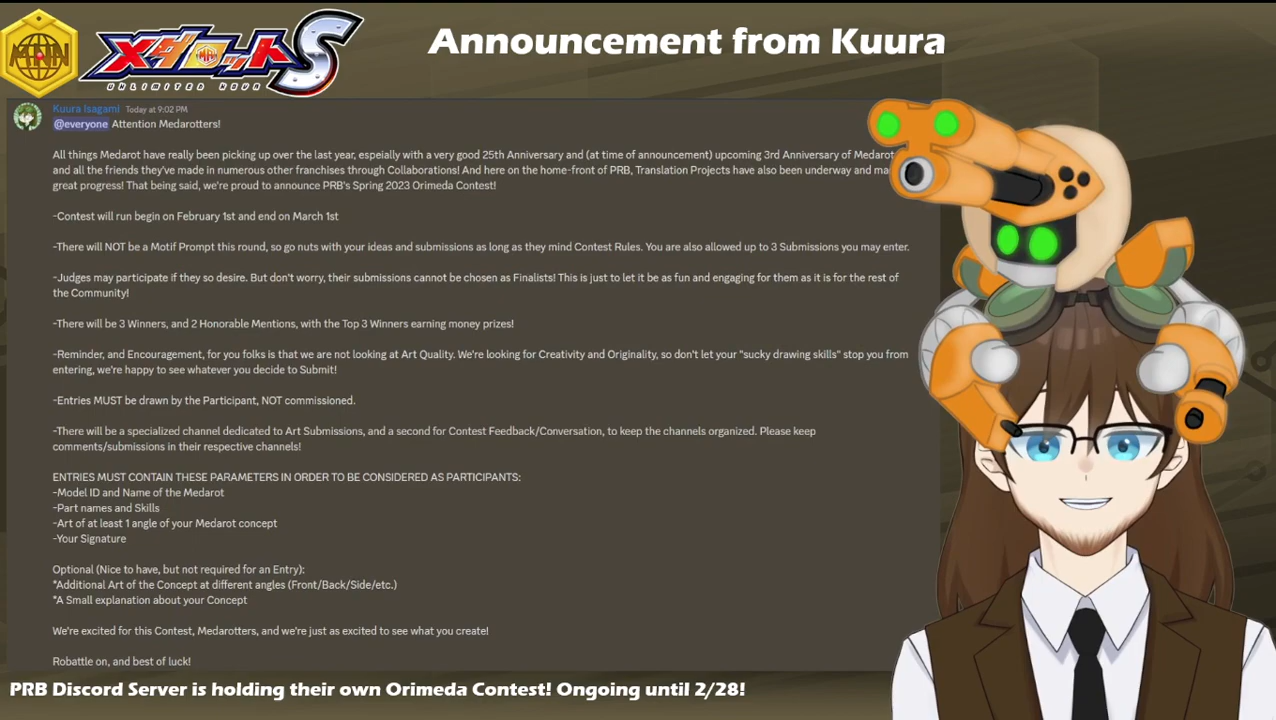 MNN
メダロットS
UNLIMITED NOVA
Announcement from Kuura
Kuura Isagami Today at 9:02 PM
@everyone Attention Medarotters!
All things Medarot have really been picking up over the last year, espeially with a very good 25th Anniversary and (at time of announcement) upcoming 3rd Anniversary of Medarot
and all the friends they've made in numerous other franchises through Collaborations! And here on the home-front of PRB, Translation Projects have also been underway and
great progress! That being said, we're proud to announce PRB's Spring 2023 Orimeda Contest!
-Contest will run begin on February 1st and end on March 1st
-There will NOT be a Motif Prompt this round, so go nuts with your ideas and submissions as long as they mind Contest Rules. You are also allowed up to 3 Submissions you may enter.
-Judges may participate if they so desire. But don't worry, their submissions cannot be chosen as Finalists! This is just to let it be as fun and engaging for them as it is for the rest of
the Community!
-There will be 3 Winners, and 2 Honorable Mentions, with the Top 3 Winners earning money prizes!
-Reminder, and Encouragement, for you folks is that we are not looking at Art Quality. We're looking for Creativity and Originality, so don't let your "sucky drawing skills" stop you from
entering, we're happy to see whatever you decide to Submit!
-Entries MUST be drawn by the Participant, NOT commissioned.
-There will be a specialized channel dedicated to Art Submissions, and a second for Contest Feedback/Conversation, to keep the channels organized. Please keep
comments/submissions in their respective channels!
ENTRIES MUST CONTAIN THESE PARAMETERS IN ORDER TO BE CONSIDERED AS PARTICIPANTS:
-Model ID and Name of the Medarot
-Part names and Skills
-Art of at least 1 angle of your Medarot concept
-Your Signature
Optional (Nice to have, but not required for an Entry):
*Additional Art of the Concept at different angles (Front/Back/Side/etc.)
*A Small explanation about your Concept
We're excited for this Contest, Medarotters, and we're just as excited to see what you create!
Robattle on, and best of luck!
PRB Discord Server is holding their own Orimeda Contest! Ongoing until 2/28!